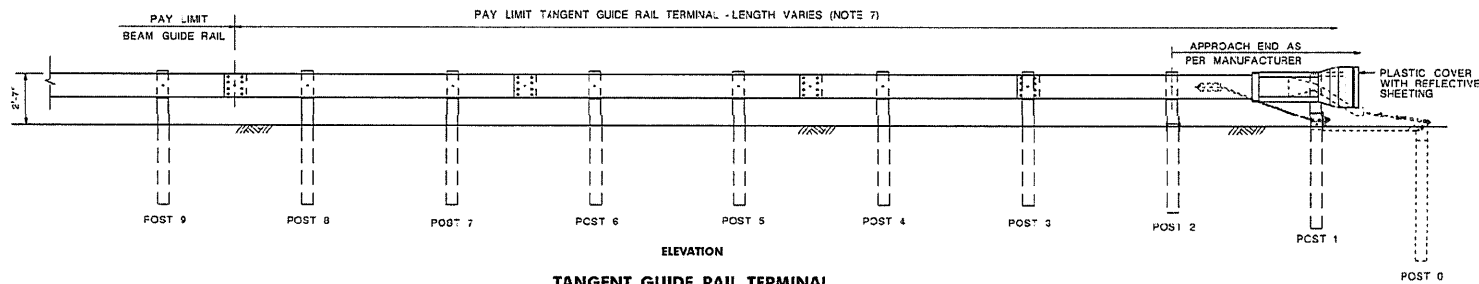 PAY LIMIT
BEAM GUIDE RAIL
PAY LIMIT TANGENT GUIDE RAIL TERMINAL - LENGTH VARIES (NOTE 7)
APPROACH END AS
PER MANUFACTURER
PLASTIC COVER
WITH REFLECTIVE
SHEETING
2'-7"
POST 9
POST 8
POST 7
POST 6
POST 5
POST 4
POST 3
POST 2
POST 1
POST 0
ELEVATION
TANGENT GUIDE RAIL TERMINAL